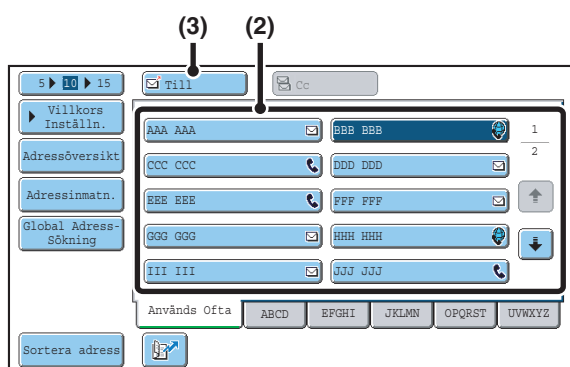 (3) (2)
5 10 15
Till
Cc
Villkors
Inställn.
Adressöversikt
Adressinmatn.
Global Adress-
Sökning
AAA AAA
BBB BBB
CCC CCC
DDD DDD
EEE EEE
FFF FFF
GGG GGG
HHH HHH
III III
JJJ JJJ
1
2
Används Ofta
ABCD
EFGHI
JKLMN
OPQRST
UVWXYZ
Sortera adress